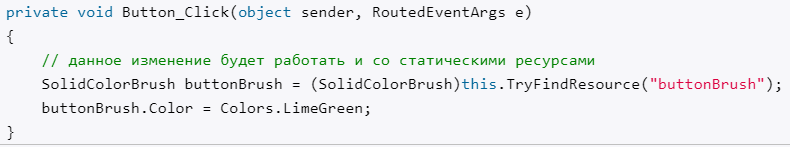 private void Button_Click(object sender, RoutedEventArgs e)
{
    // данное изменение будет работать и со статическими ресурсами
    SolidColorBrush buttonBrush = (SolidColorBrush)this.TryFindResource("buttonBrush");
    buttonBrush.Color = Colors.LimeGreen;
}